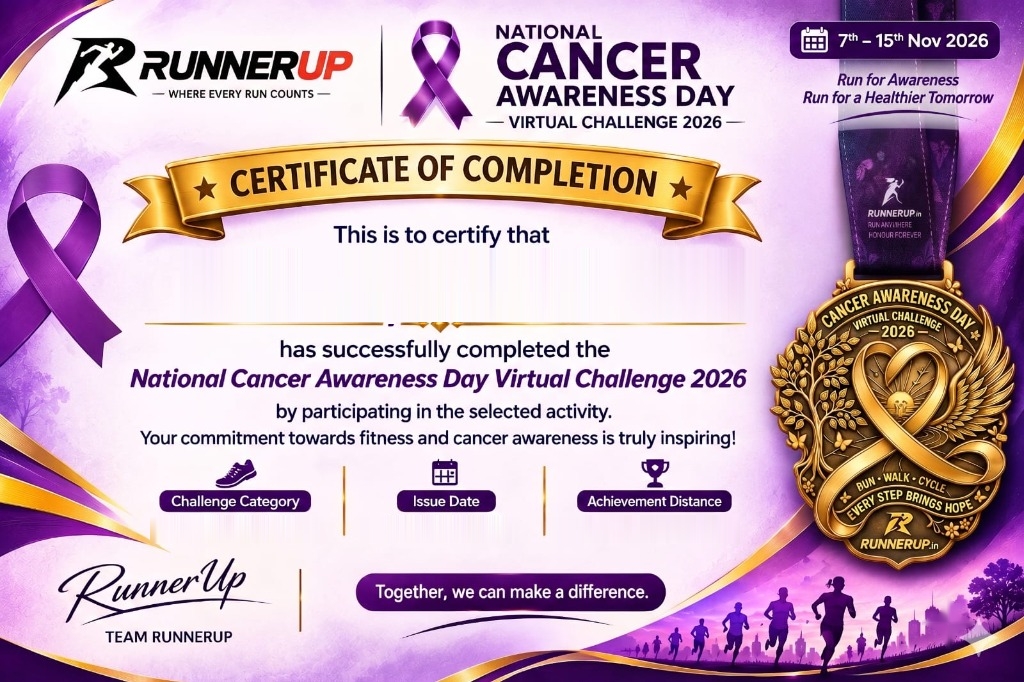 RUNNERUP
— WHERE EVERY RUN COUNTS —
NATIONAL
CANCER
AWARENESS DAY
— VIRTUAL CHALLENGE 2026 —
7th – 15th Nov 2026
Run for Awareness
Run for a Healthier Tomorrow
★ CERTIFICATE OF COMPLETION ★
This is to certify that
has successfully completed the
National Cancer Awareness Day Virtual Challenge 2026
by participating in the selected activity.
Your commitment towards fitness and cancer awareness is truly inspiring!
Challenge Category
Issue Date
Achievement Distance
RunnerUp
TEAM RUNNERUP
Together, we can make a difference.
RUNNERUP.in
RUN ANYWHERE
HONOUR FOREVER
CANCER AWARENESS DAY
VIRTUAL CHALLENGE
— 2026 —
RUN • WALK • CYCLE
EVERY STEP BRINGS HOPE
RUNNERUP.in